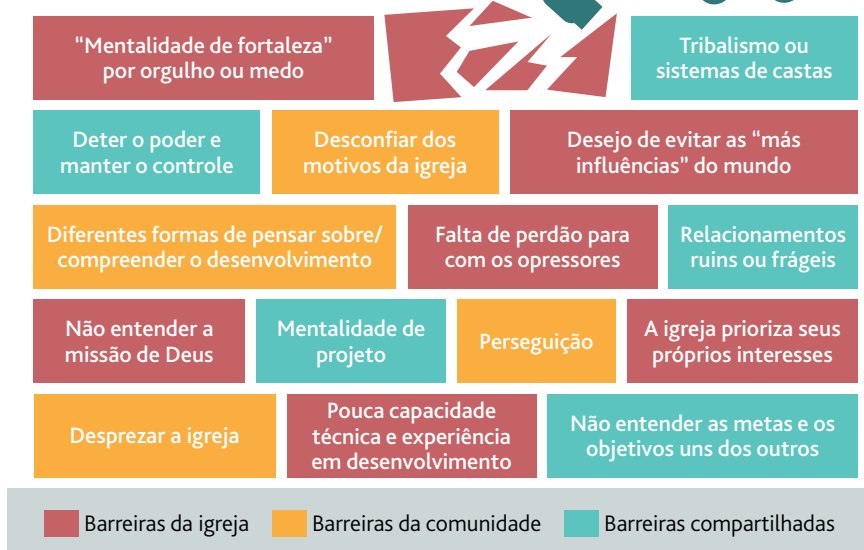 “Mentalidade de fortaleza”
por orgulho ou medo
Tribalismo ou
sistemas de castas
Deter o poder e
manter o controle
Desconfiar dos
motivos da igreja
Desejo de evitar as “más
influências” do mundo
Diferentes formas de pensar sobre/
compreender o desenvolvimento
Falta de perdão para
com os opressores
Relacionamentos
ruins ou frágeis
Não entender a
missão de Deus
Mentalidade de
projeto
Perseguição
A igreja prioriza seus
próprios interesses
Desprezar a igreja
Pouca capacidade
técnica e experiência
em desenvolvimento
Não entender as metas e os
objetivos uns dos outros
Barreiras da igreja
Barreiras da comunidade
Barreiras compartilhadas